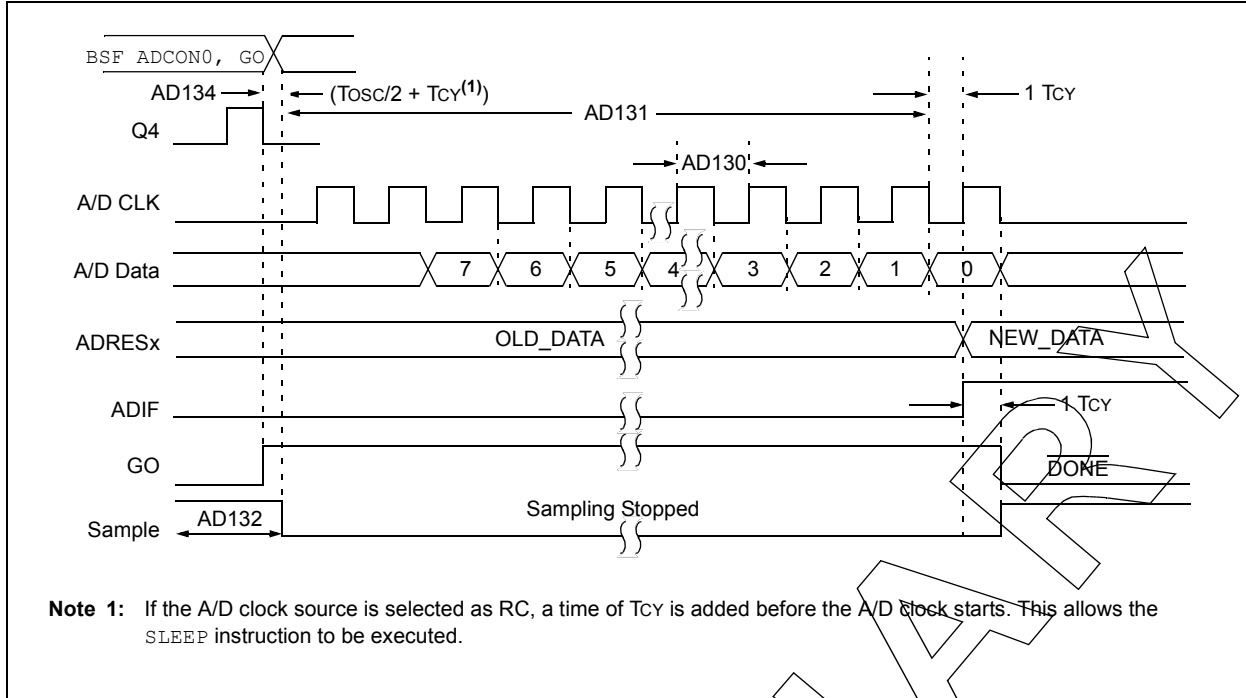 BSF ADCON0, GO
AD134 (TOSC/2 + TCY(1)) 1 TCY
AD131
Q4
AD130
A/D CLK
A/D Data 7 6 5 4 3 2 1 0
ADRESx OLD_DATA NEW_DATA
ADIF 1 TCY
GO DONE
Sample AD132 Sampling Stopped
Note 1: If the A/D clock source is selected as RC, a time of TCY is added before the A/D clock starts. This allows the
SLEEP instruction to be executed.